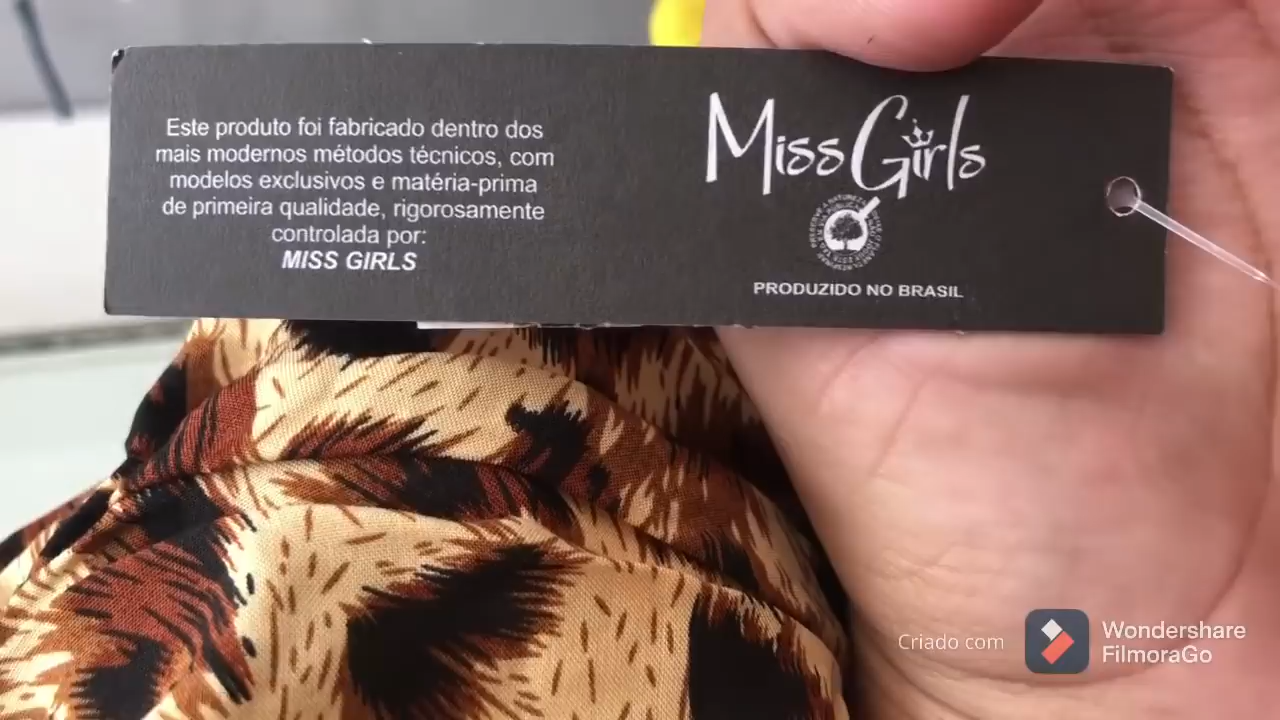 Este produto foi fabricado dentro dos
mais modernos métodos técnicos, com
modelos exclusivos e matéria-prima
de primeira qualidade, rigorosamente
controlada por:
MISS GIRLS
Miss Girls
PRODUZIDO NO BRASIL
Criado com
Wondershare
FilmoraGo